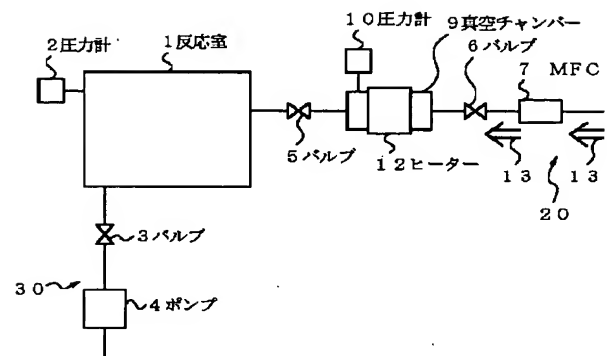 10圧力計
9真空チャンバー
2圧力計
1反応室
6バルブ
7 MFC
5バルブ
12ヒーター
13
13
20
3バルブ
30
4ポンプ